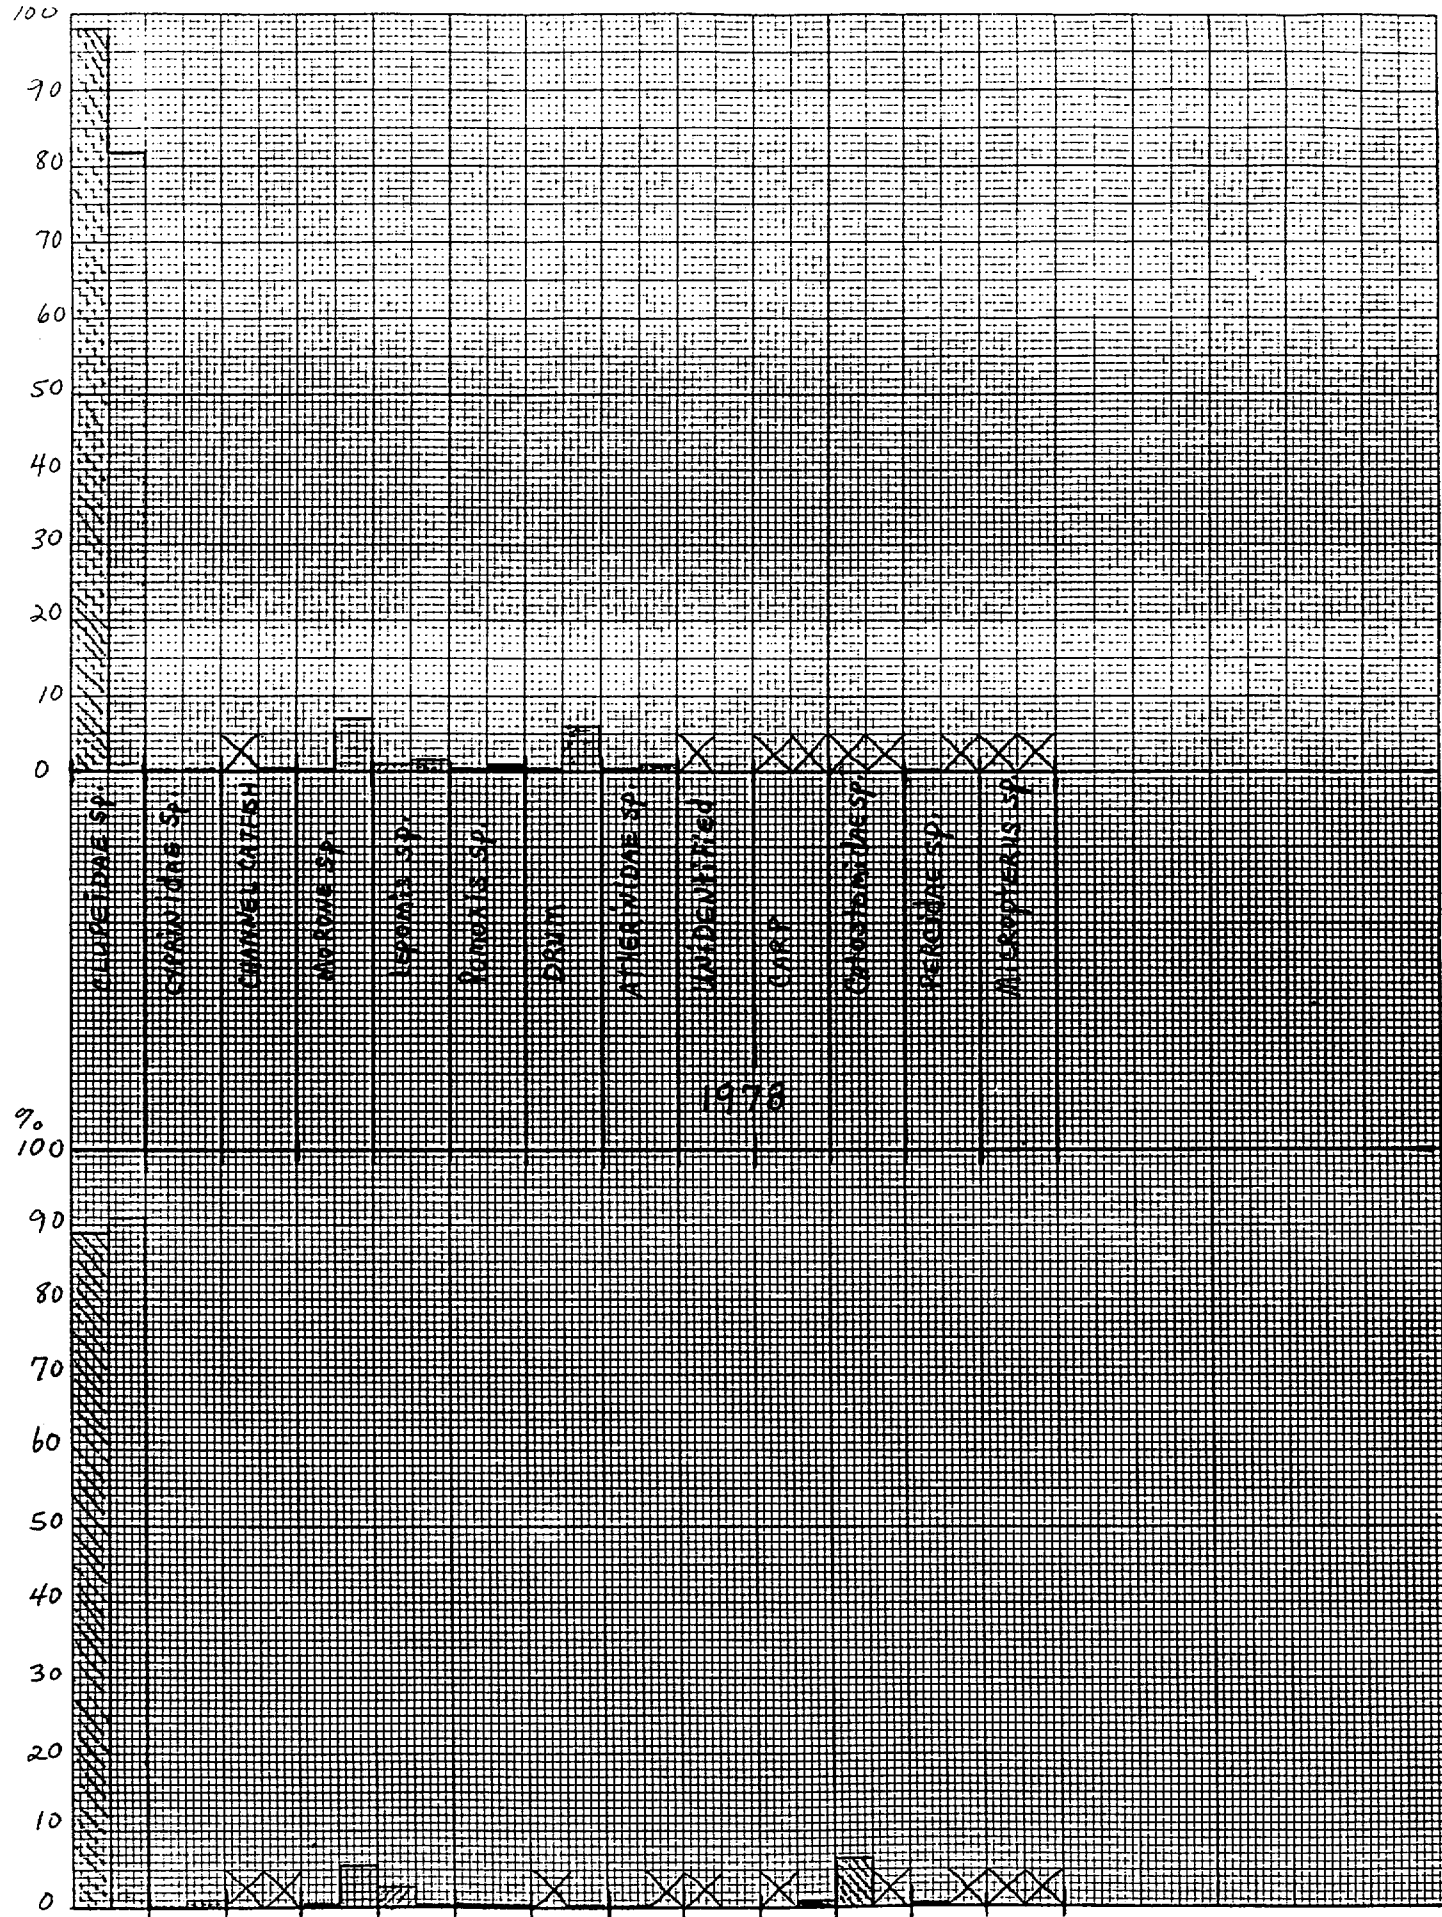 100
90
80
70
60
50
40
30
20
10
0
CLUPEIDAE sp.
CYPRINIdAE Sp.
CHANNEL CATFISH
MORONE SP.
LEPOMIS SP.
POMOXIS SP.
DRUM
ATHERINIDAE SP.
UNIDENTIFIED
CARP
Catostomidae SP.
PERCIDAE SP.
MICROPTERUS SP.
1978
%
100
90
80
70
60
50
40
30
20
10
0